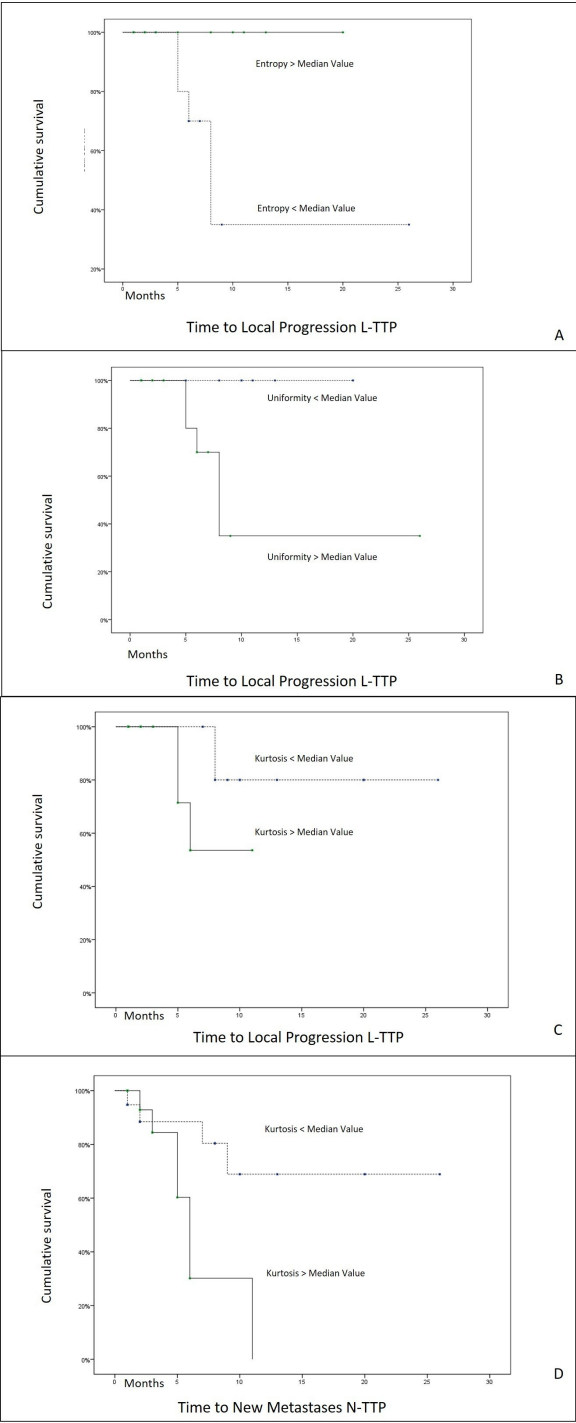 100%
Entropy > Median Value
80%
Cumulative survival
60%
40%
Entropy < Median Value
20%
0 5 10 15 20 25 30
Months
Time to Local Progression L-TTP
A
100%
Uniformity < Median Value
80%
60%
Cumulative survival
40%
Uniformity > Median Value
20%
0%
0 5 10 15 20 25 30
Months
Time to Local Progression L-TTP
B
100%
Kurtosis < Median Value
80%
Kurtosis > Median Value
60%
Cumulative survival
40%
20%
0%
0 5 10 15 20 25 30
Months
Time to Local Progression L-TTP
C
100%
Kurtosis < Median Value
80%
60%
Cumulative survival
40%
Kurtosis > Median Value
20%
0%
0 5 10 15 20 25 30
Months
Time to New Metastases N-TTP
D